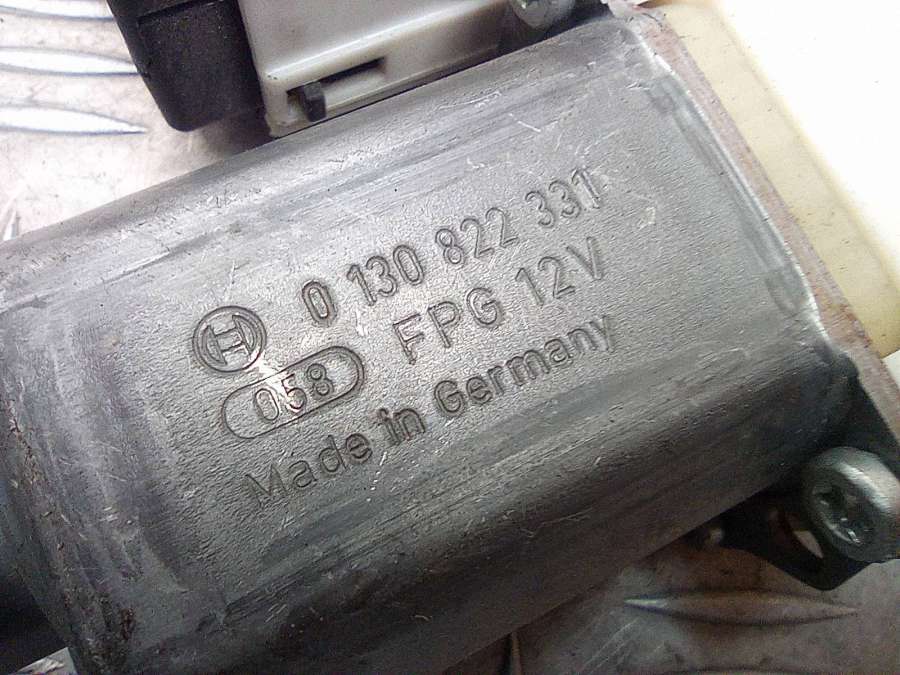 0 130 822 331
058 FPG 12V
Made in Germany